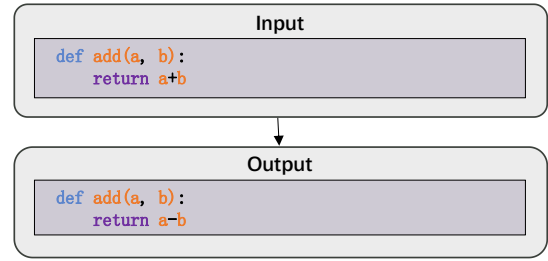 Input
def add(a, b):
    return a+b
Output
def add(a, b):
    return a-b